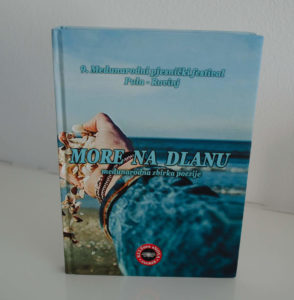 9. Međunarodni pjesnički festival
Pula - Rovinj
MORE NA DLANU
međunarodna zbirka poezije